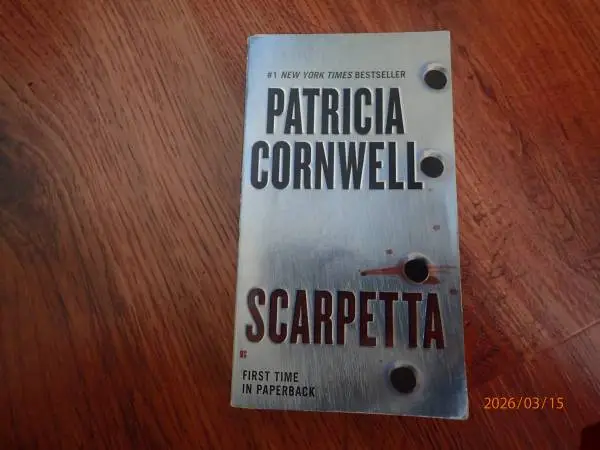 #1 NEW YORK TIMES BESTSELLER
PATRICIA
CORNWELL
SCARPETTA
FIRST TIME
IN PAPERBACK
2026/03/15